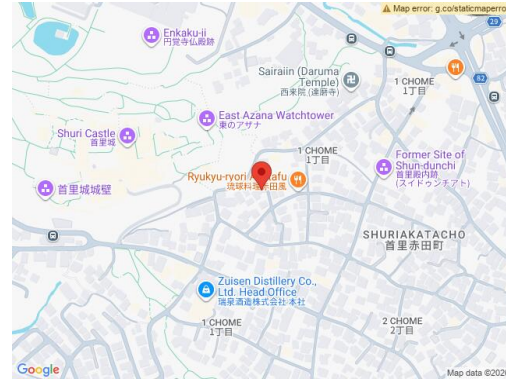 Map error: g.co/staticmaperro
Enkaku-ji
円覚寺仏殿跡
29
Sairaiin (Daruma
Temple)
西来院 (達磨寺)
1 CHOME
1丁目
82
East Azana Watchtower
東のアザナ
Shuri Castle
首里城
1 CHOME
1丁目
Former Site of
Shun-dunchi
首里殿内跡
(スイドゥンチアト)
Ryukyu-ryori
afu
琉球料理
田風
首里城城壁
SHURIAKATACHO
首里赤田町
Zuisen Distillery Co.,
Ltd. Head Office
瑞泉酒造株式会社 本社
1 CHOME
1丁目
2 CHOME
2丁目
Google
Map data ©2026